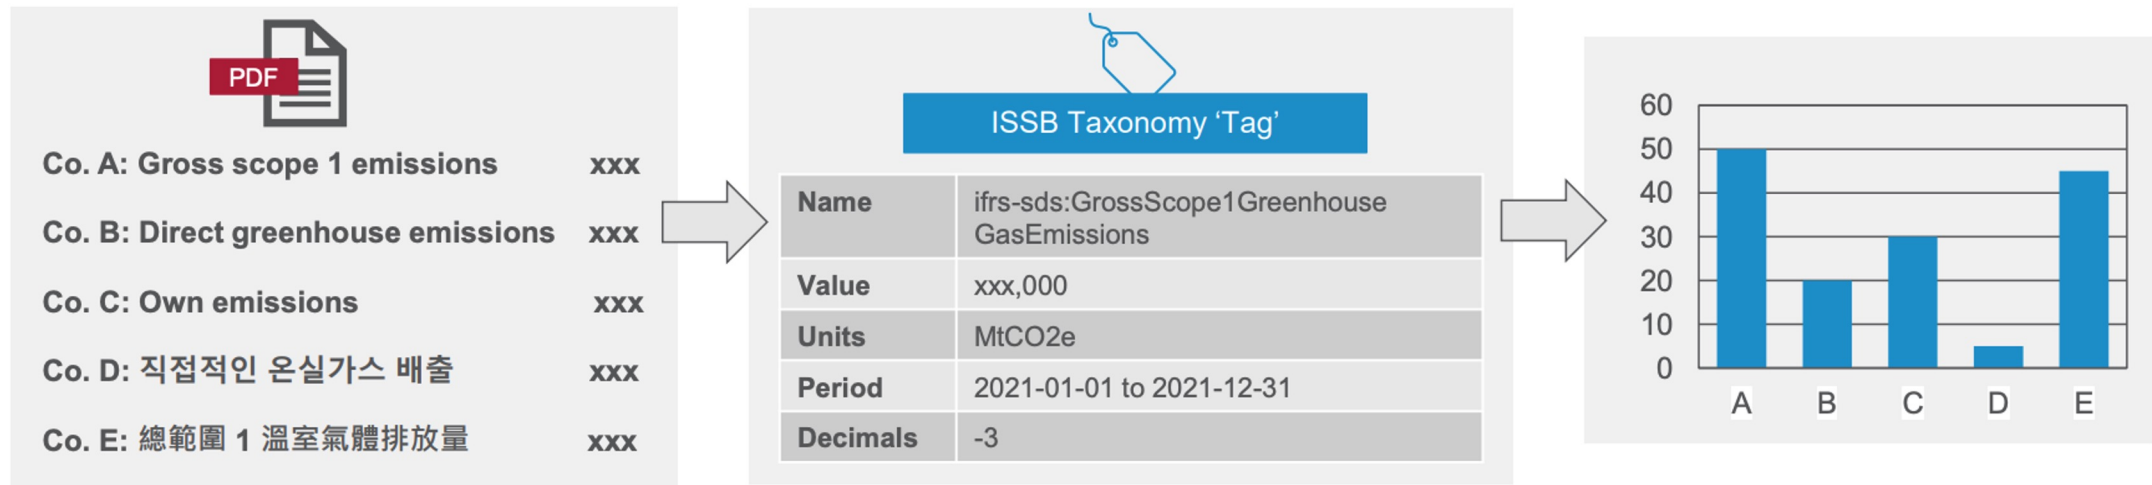 PDF
Co. A: Gross scope 1 emissions xxx
Co. B: Direct greenhouse emissions xxx
Co. C: Own emissions xxx
Co. D: 직접적인 온실가스 배출 xxx
Co. E: 總範圍 1 溫室氣體排放量 xxx
ISSB Taxonomy ‘Tag’
Name ifrs-sds:GrossScope1Greenhouse
GasEmissions
Value xxx,000
Units MtCO2e
Period 2021-01-01 to 2021-12-31
Decimals -3
60
50
40
30
20
10
0
A B C D E